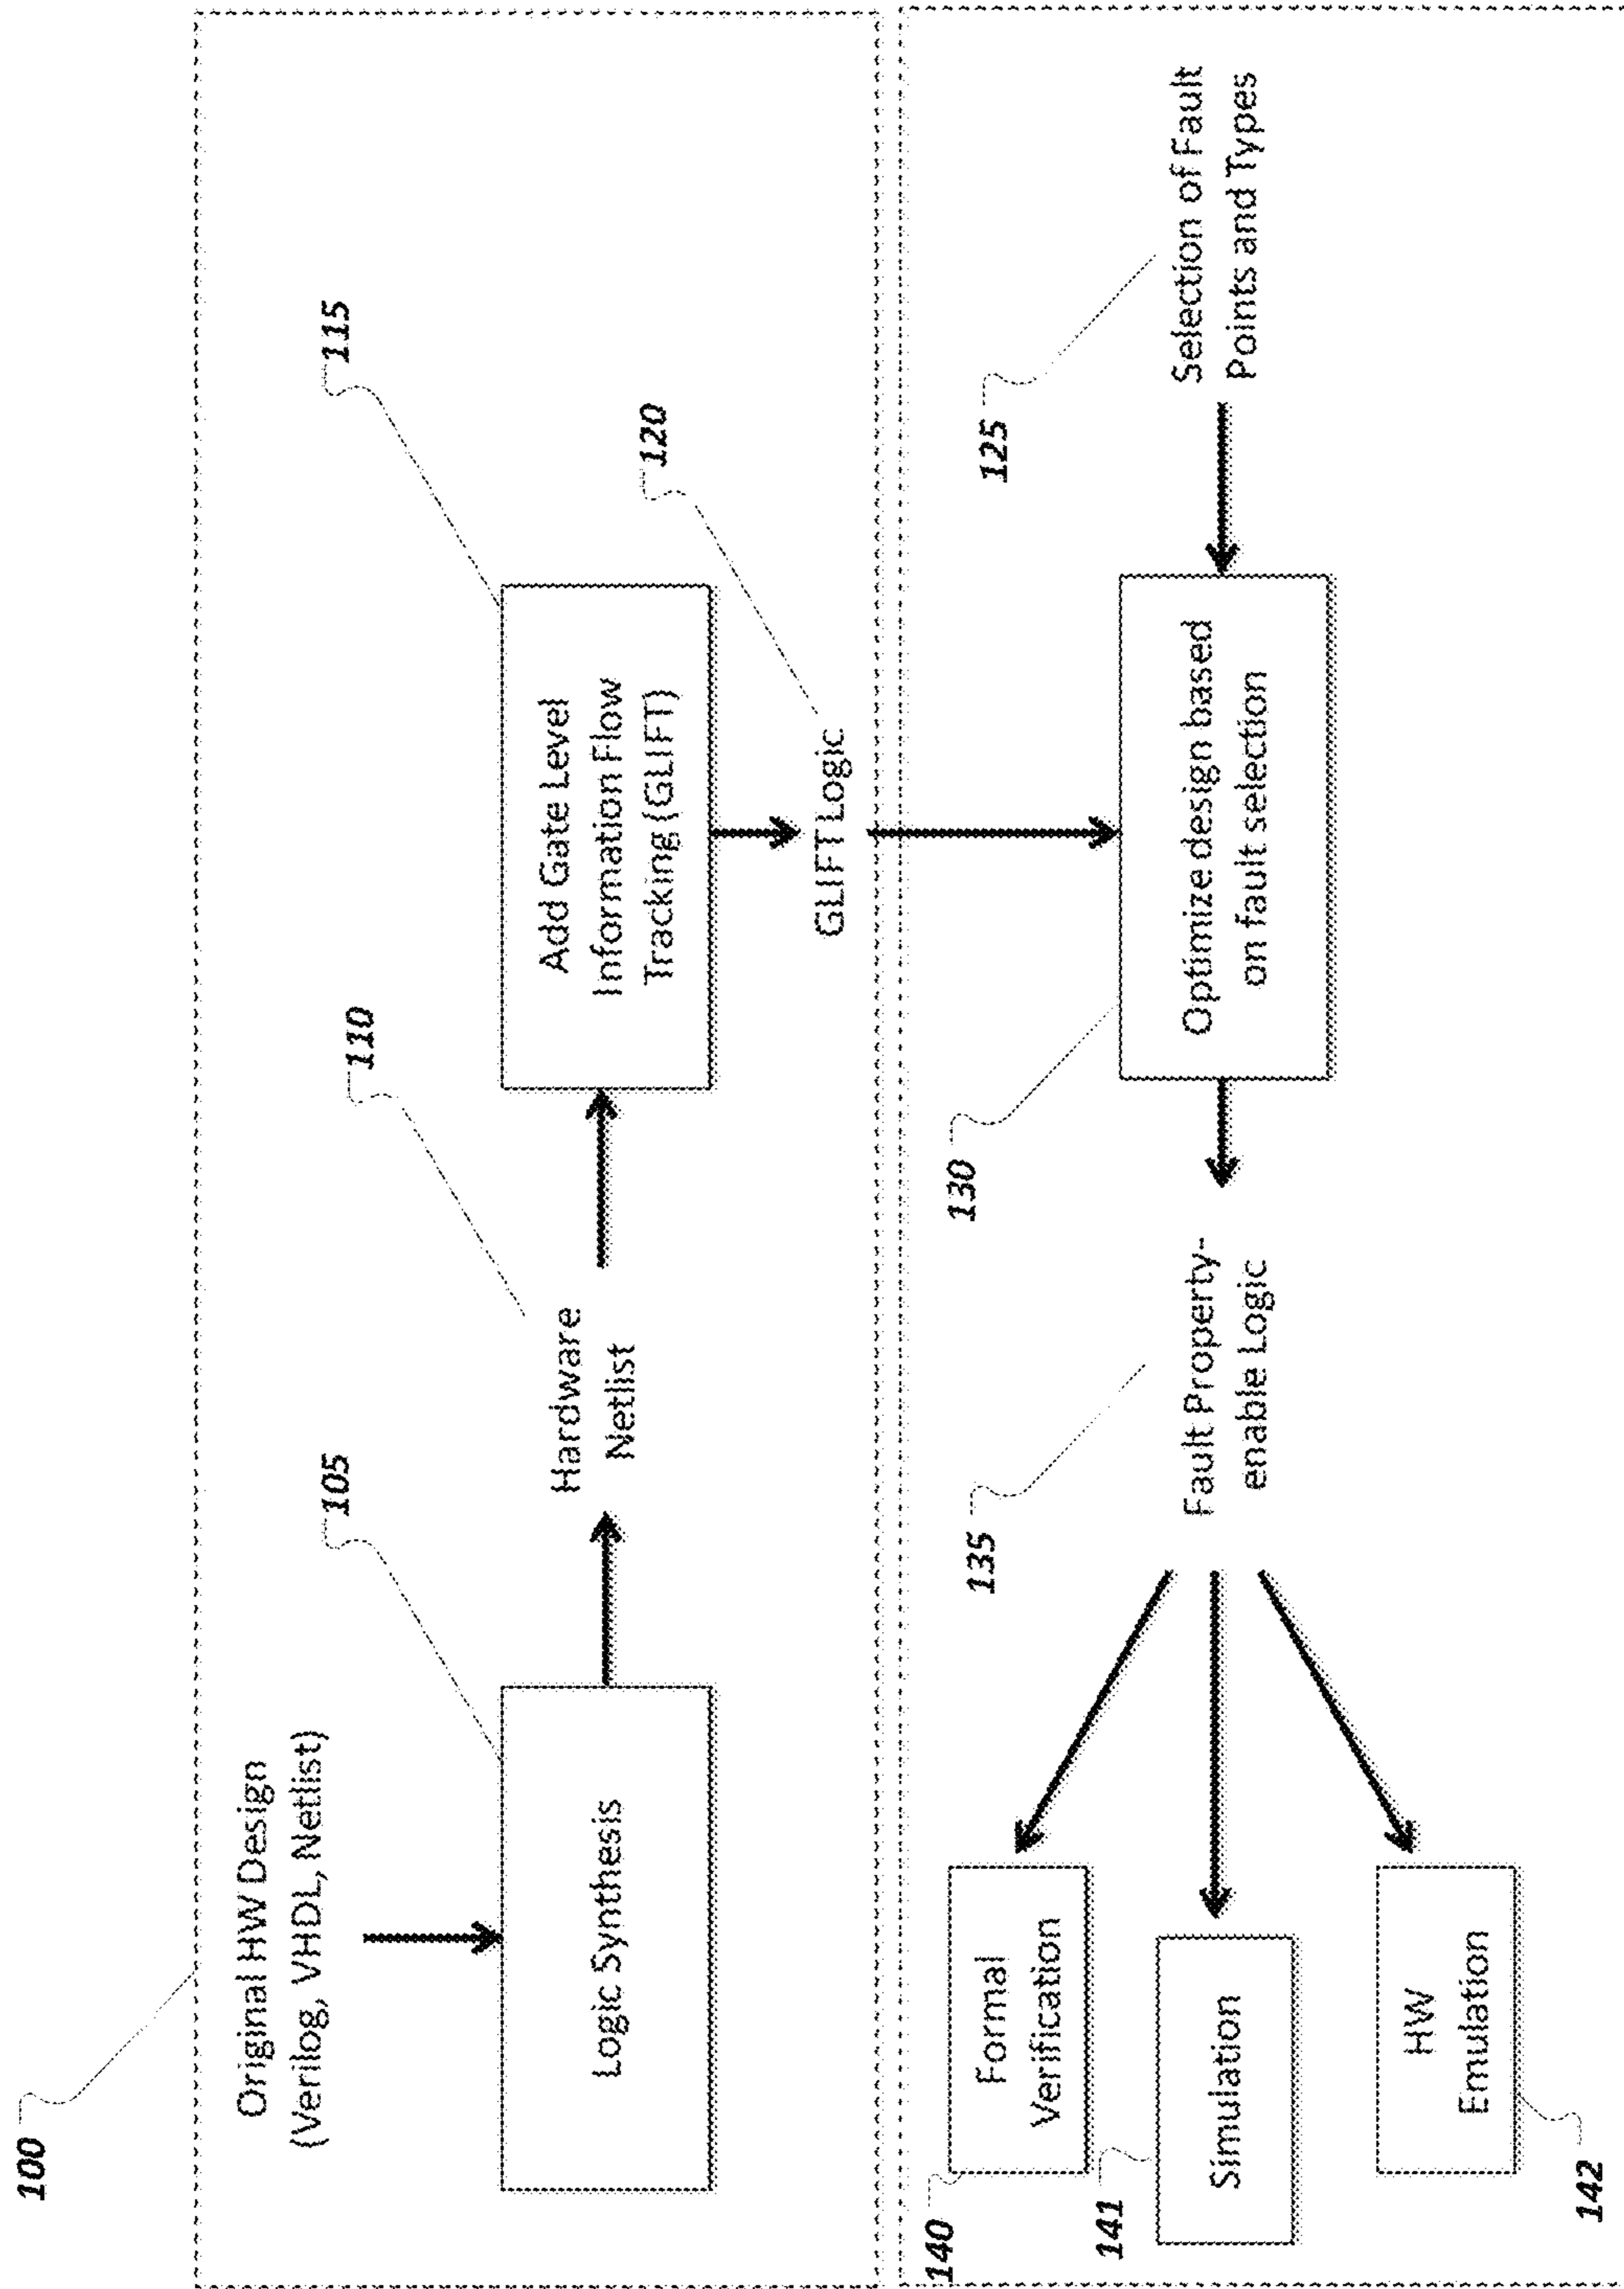 100
Original HW Design
(Verilog, VHDL, Netlist)
105
Logic Synthesis
110
Hardware
Netlist
115
Add Gate Level
Information Flow
Tracking (GLIFT)
120
GLIFT Logic
125
Selection of Fault
Points and Types
130
Optimize design based
on fault selection
135
Fault Property-
enable Logic
140
Formal
Verification
141
Simulation
142
HW
Emulation